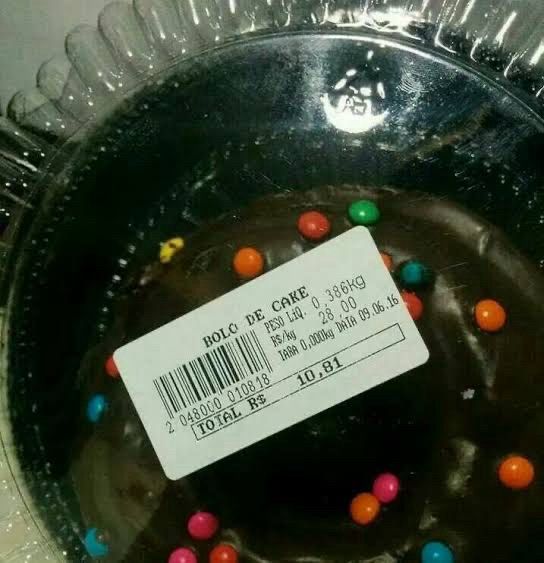 BOLO DE CAKE
PESO LIQ. 0,386kg
R$/kg 28,00
TARA 0,000kg DATA 09.06.16
2 048000 010818
TOTAL R$ 10,81